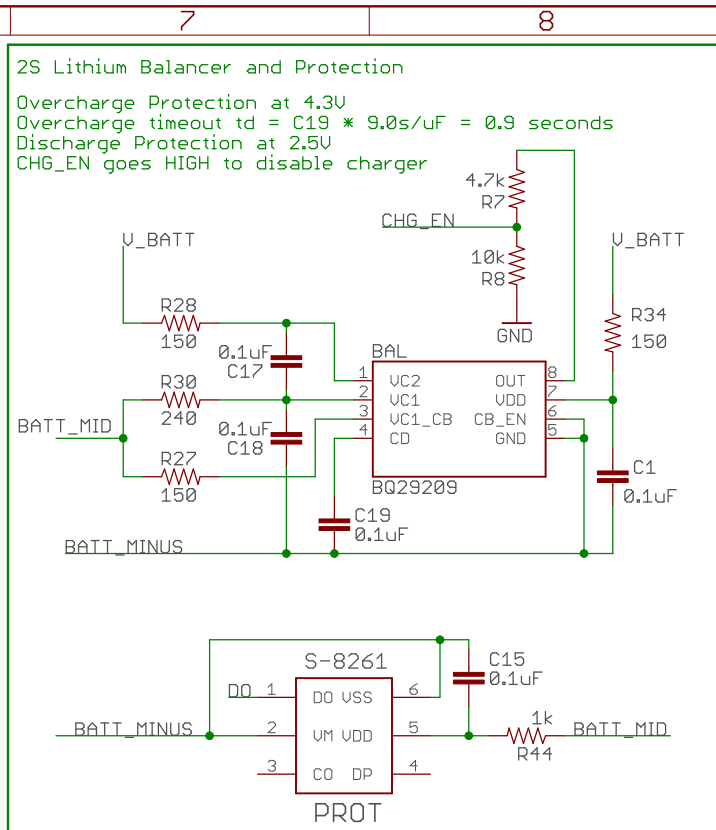 7
8
2S Lithium Balancer and Protection
Overcharge Protection at 4.3V
Overcharge timeout td = C19 * 9.0s/uF = 0.9 seconds
Discharge Protection at 2.5V
CHG_EN goes HIGH to disable charger
4.7k
R7
CHG_EN
10k
R8
GND
V_BATT
V_BATT
R28
150
R34
150
0.1uF
C17
R30
240
BATT_MID
0.1uF
C18
R27
150
BAL
1 VC2 OUT 8
2 VC1 VDD 7
3 VC1_CB CB_EN 6
4 CD GND 5
BQ29209
C1
0.1uF
C19
0.1uF
BATT_MINUS
S-8261
C15
0.1uF
DO 1 DO VSS 6
BATT_MINUS 2 VM VDD 5
1k
R44
BATT_MID
3 CO DP 4
PROT